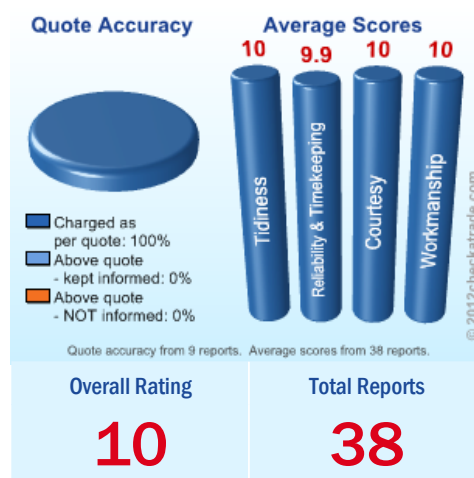 Quote Accuracy
Average Scores
10
9.9
10
10
Tidiness
Reliability & Timekeeping
Courtesy
Workmanship
Charged as
per quote: 100%
Above quote
- kept informed: 0%
Above quote
- NOT informed: 0%
© 2012checkatrade.com
Quote accuracy from 9 reports. Average scores from 38 reports.
Overall Rating
Total Reports
10
38